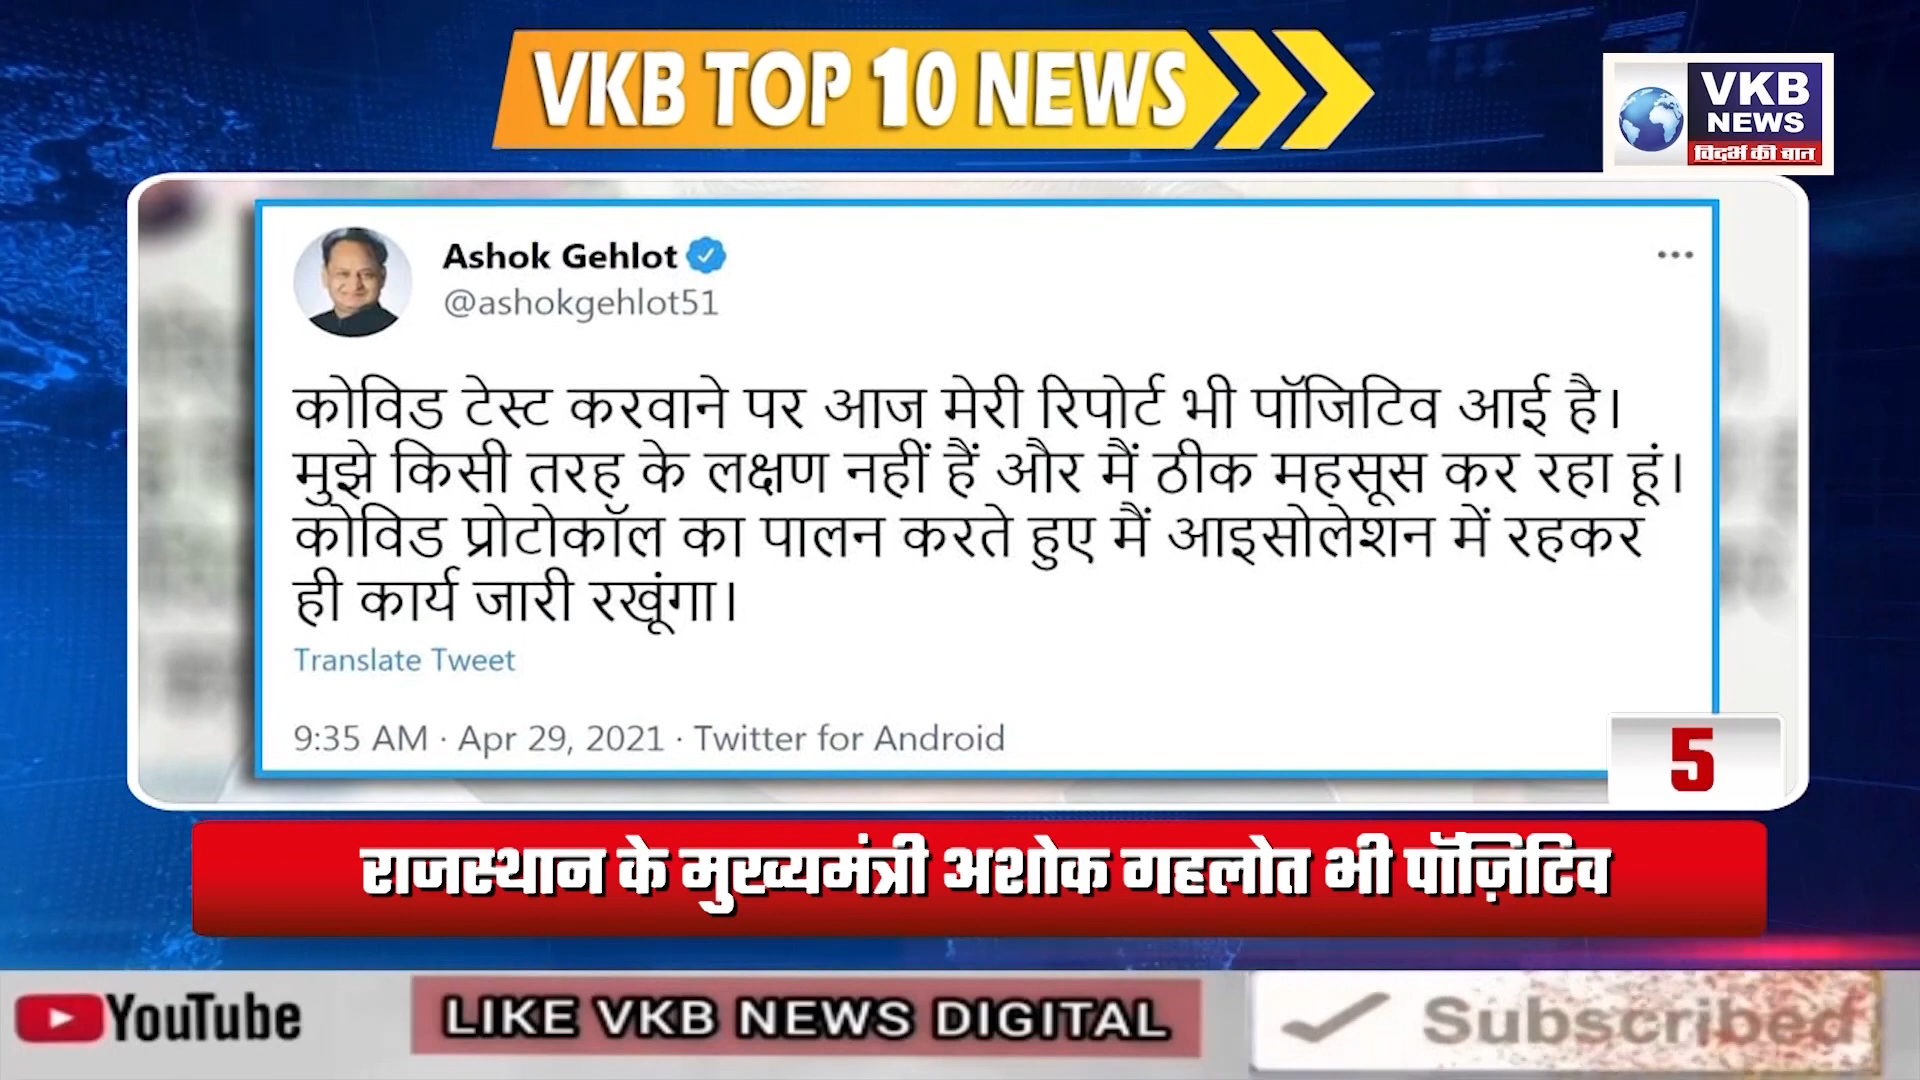 VKB TOP 10 NEWS
VKB
NEWS
विदर्भ की बात
Ashok Gehlot
@ashokgehlot51
कोविड टेस्ट करवाने पर आज मेरी रिपोर्ट भी पॉजिटिव आई है।
मुझे किसी तरह के लक्षण नहीं हैं और मैं ठीक महसूस कर रहा हूं।
कोविड प्रोटोकॉल का पालन करते हुए मैं आइसोलेशन में रहकर
ही कार्य जारी रखूंगा।
Translate Tweet
9:35 AM · Apr 29, 2021 · Twitter for Android
5
राजस्थान के मुख्यमंत्री अशोक गहलोत भी पॉज़िटिव
YouTube
LIKE VKB NEWS DIGITAL
Subscribed